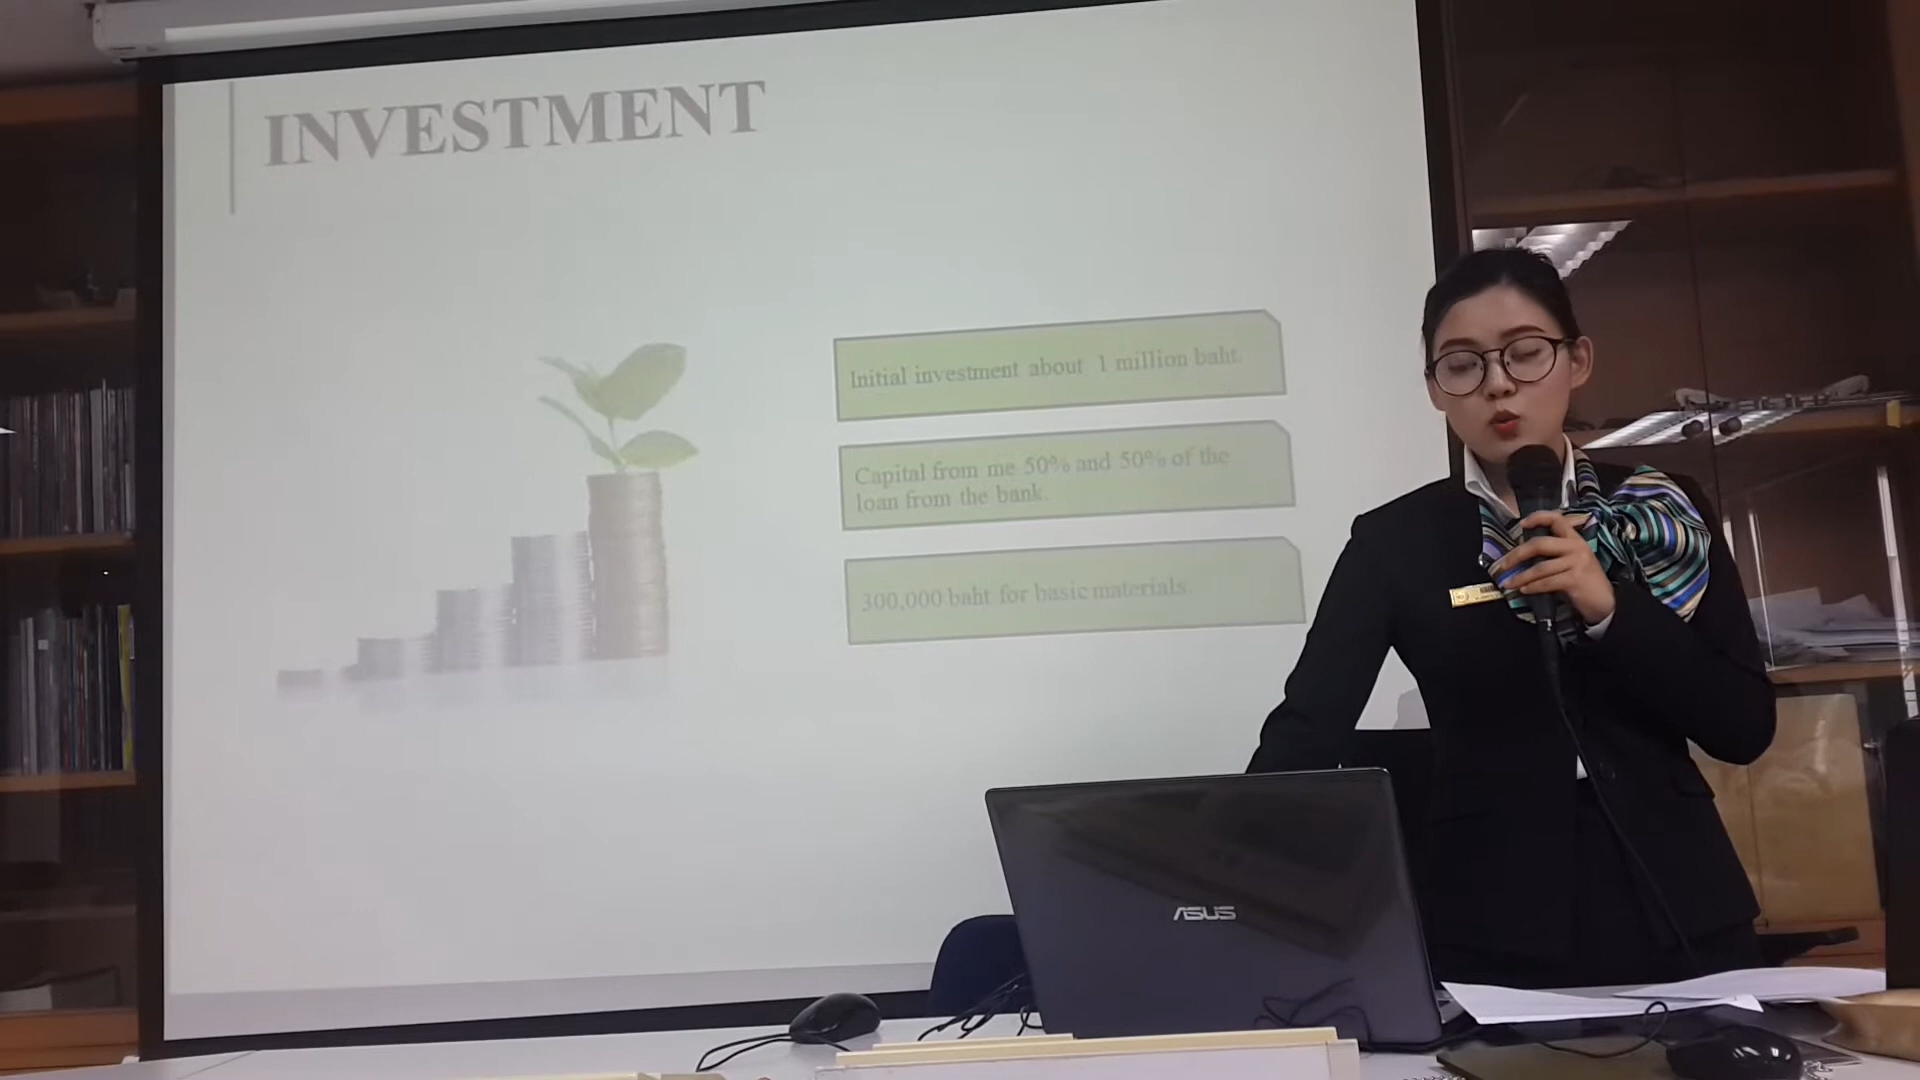 INVESTMENT
Initial investment about 1 million baht.
Capital from me 50% and 50% of the
loan from the bank.
300,000 baht for basic materials.
ASUS